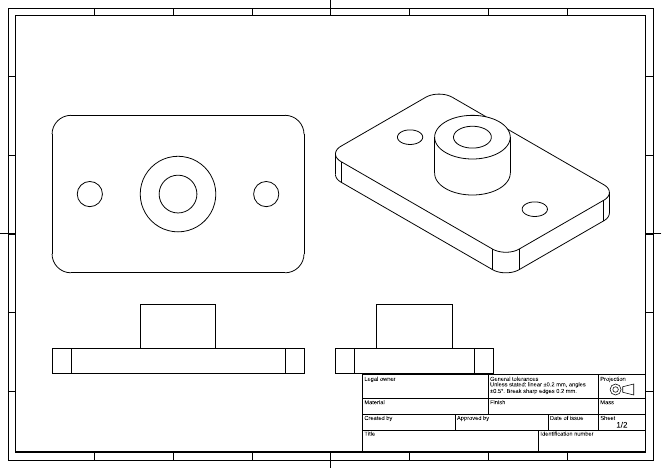 Legal owner
General tolerances
Unless stated: linear ±0.2 mm, angles
±0.5°. Break sharp edges 0.2 mm.
Projection
Material
Finish
Mass
Created by
Approved by
Date of issue
Sheet
1/2
Title
Identification number